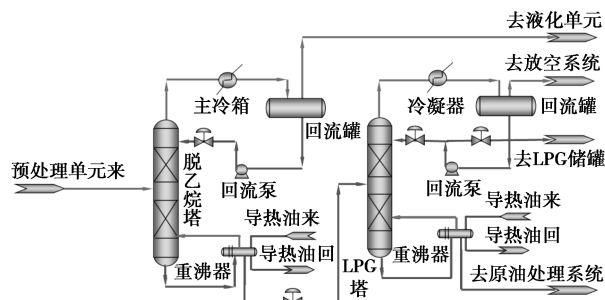 去液化单元
去放空系统
主冷箱
回流罐
冷凝器
回流罐
预处理单元来
脱乙烷塔
回流泵
去LPG储罐
回流泵
导热油来
导热油回
重沸器
导热油来
导热油回
重沸器
LPG
塔
去原油处理系统